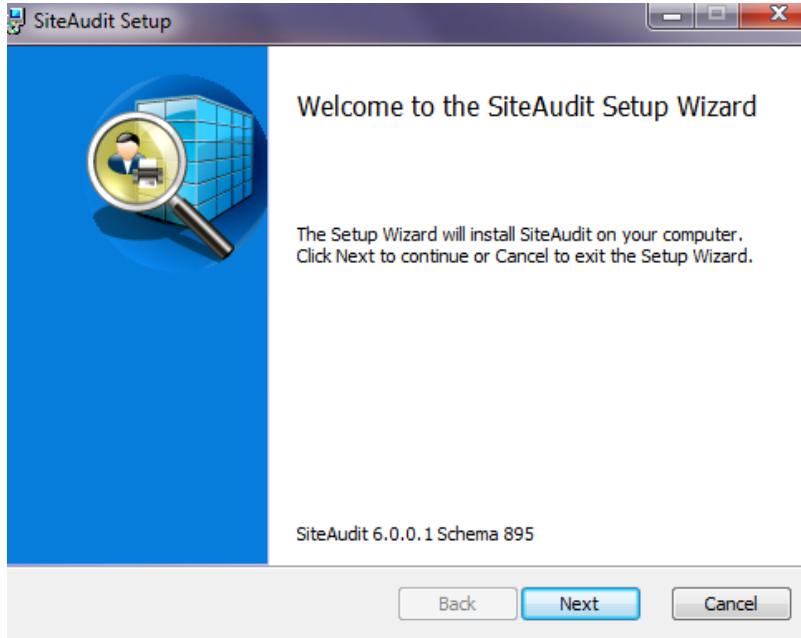 SiteAudit Setup
Welcome to the SiteAudit Setup Wizard
The Setup Wizard will install SiteAudit on your computer.
Click Next to continue or Cancel to exit the Setup Wizard.
SiteAudit 6.0.0.1 Schema 895
Back Next Cancel